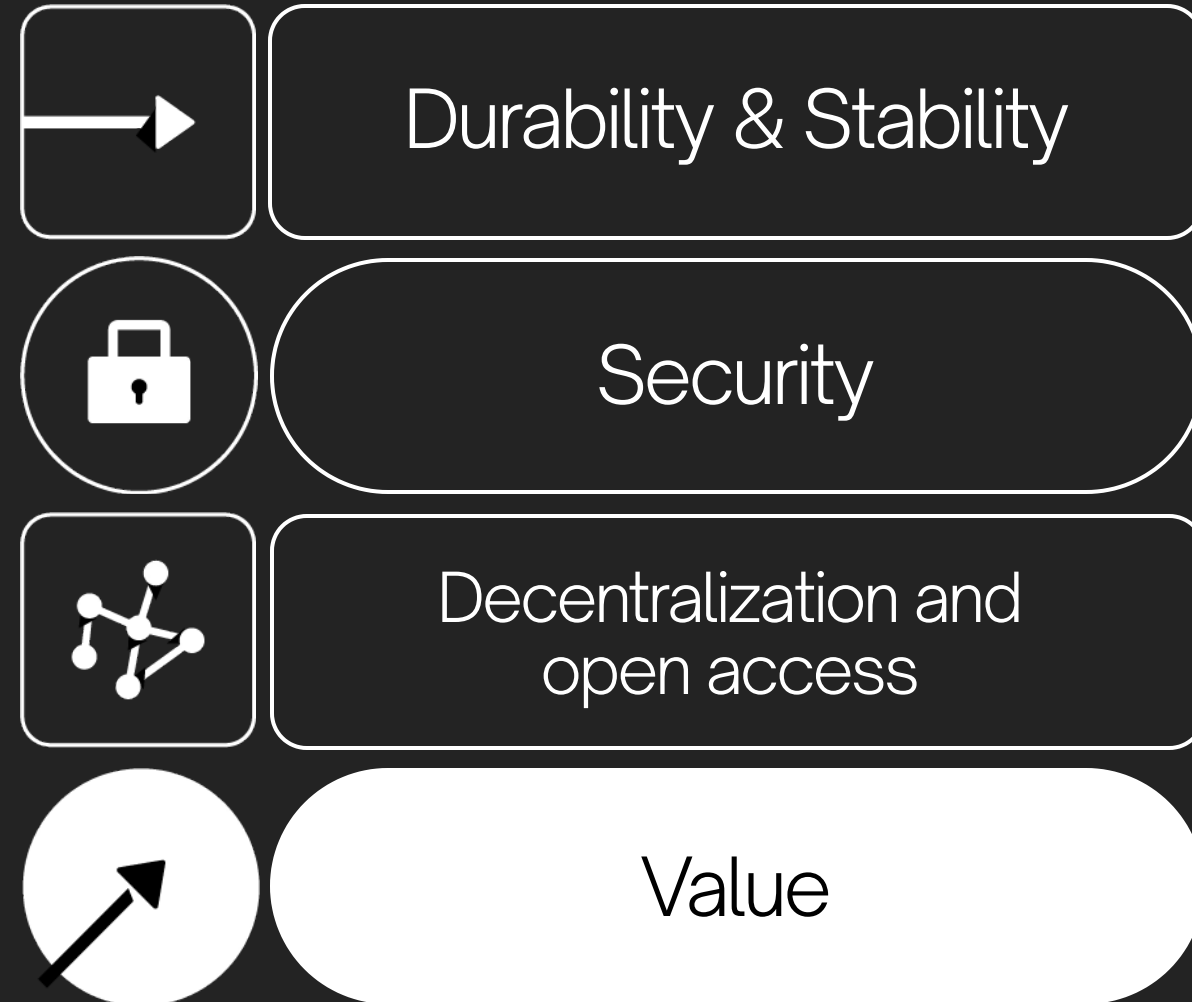 Durability & Stability
Security
Decentralization and
open access
Value